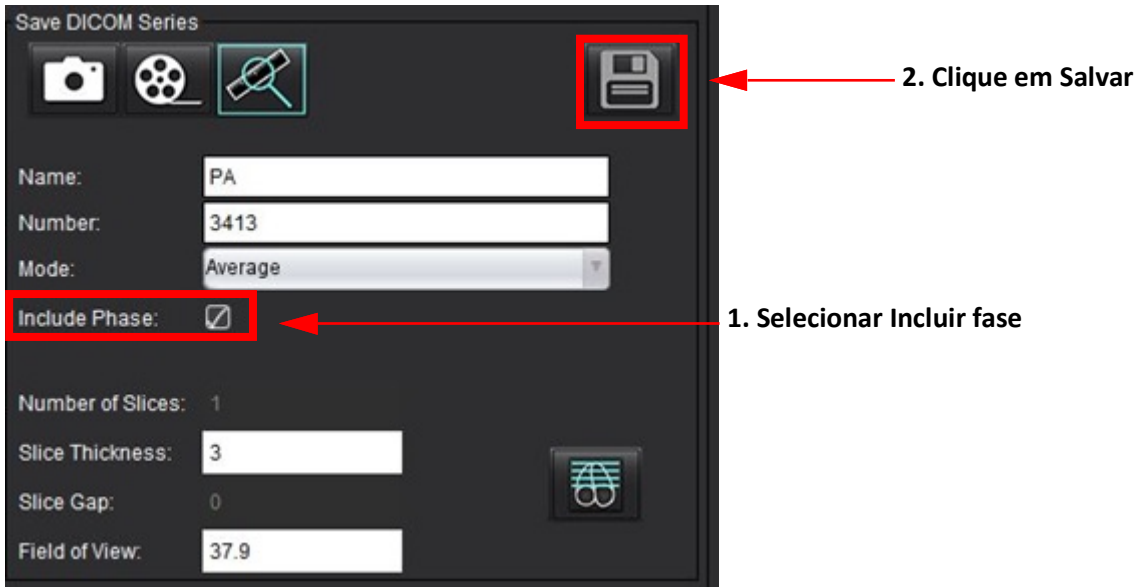 Save DICOM Series
2. Clique em Salvar
Name: PA
Number: 3413
Mode: Average
Include Phase:
1. Selecionar Incluir fase
Number of Slices: 1
Slice Thickness: 3
Slice Gap: 0
Field of View: 37.9